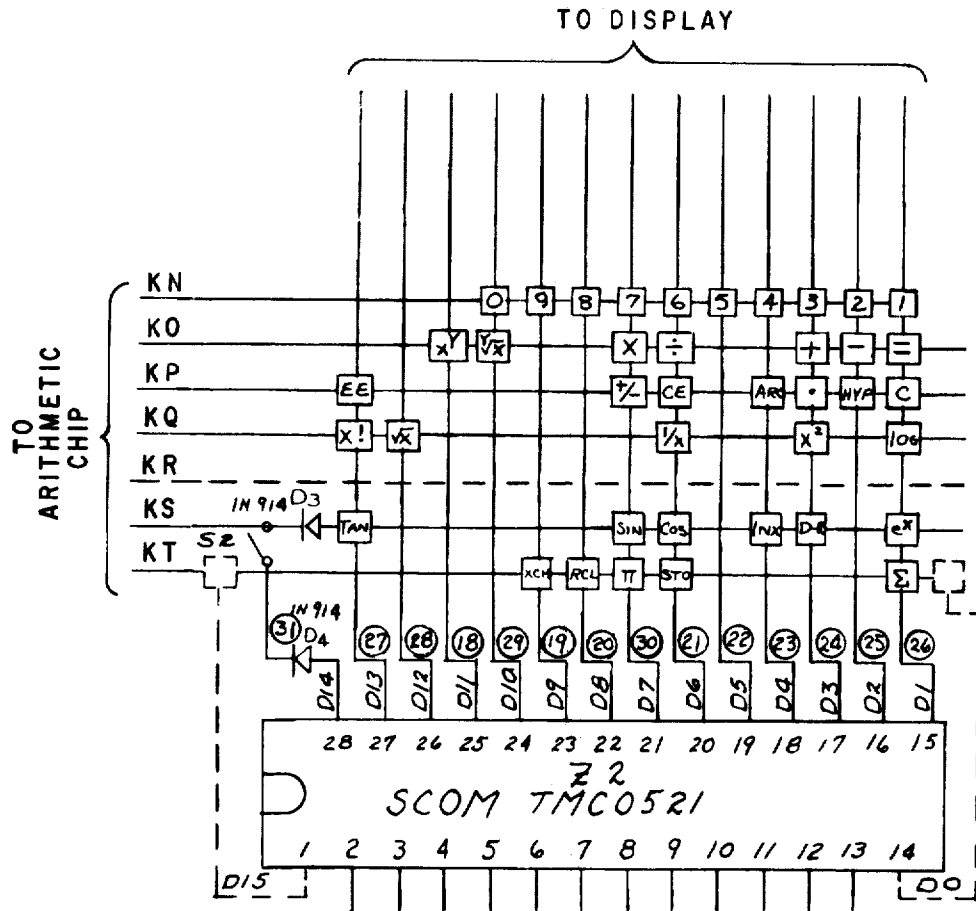 TO DISPLAY
TO
ARITHMETIC
CHIP
KN
0 9 8 7 6 5 4 3 2 1
KO
x^Y Y√x X ÷ + − =
KP
EE +/− CE ARC • HYP C
KQ
X! √x 1/x x² log
KR
KS
1N914 D3
TAN SIN COS lNX D-R e^x
KT
S2
XCH RCL π STO Σ
31 1N914 D4
27 28 18 29 19 20 30 21 22 23 24 25 26
D14 D13 D12 D11 D10 D9 D8 D7 D6 D5 D4 D3 D2 D1
28 27 26 25 24 23 22 21 20 19 18 17 16 15
Z2
SCOM TMC0521
1 2 3 4 5 6 7 8 9 10 11 12 13 14
D15 D0